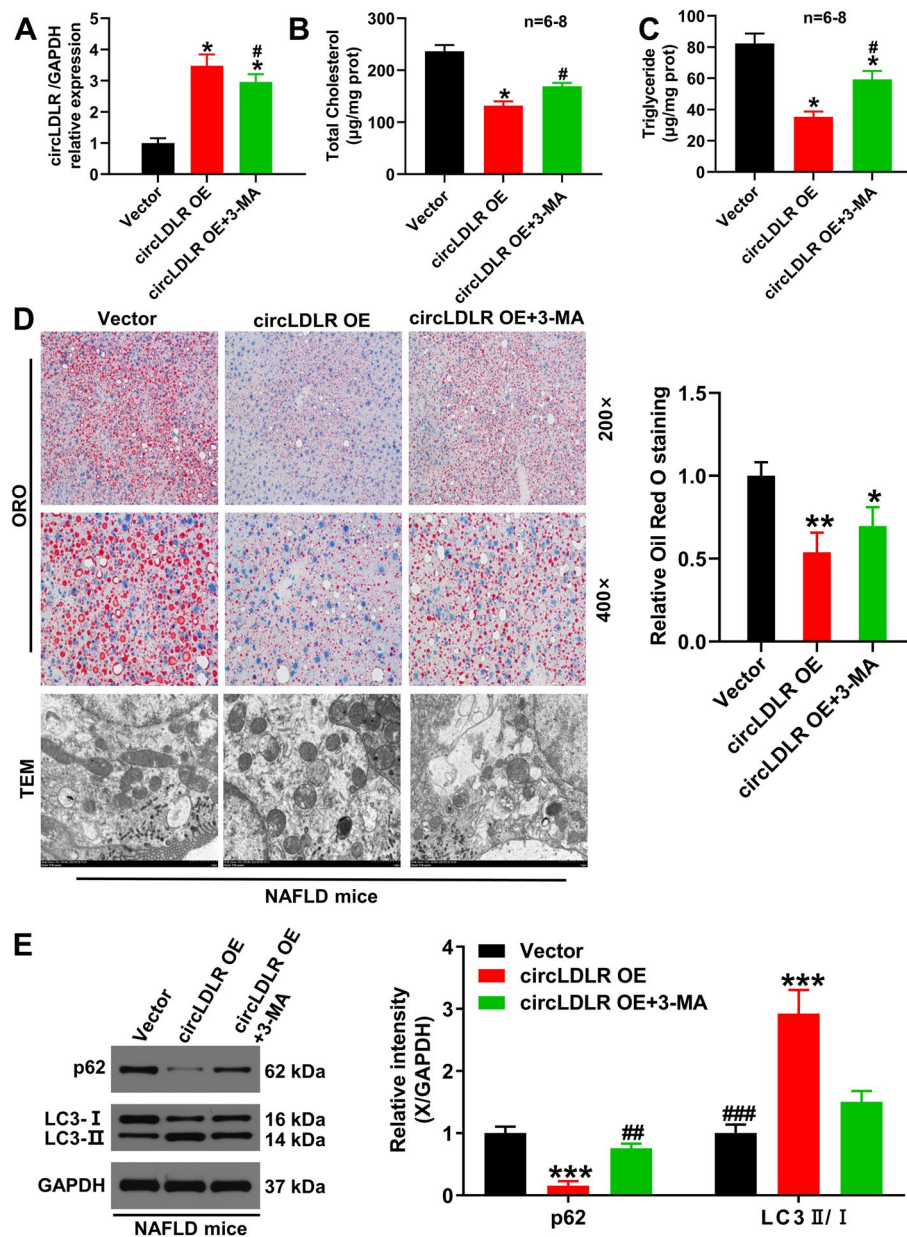 A
circLDLR /GAPDH
relative expression
5
4
3
2
1
0
*
#
*
Vector
circLDLR OE
circLDLR OE+3-MA
B
n=6-8
Total Cholesterol
(μg/mg prot)
300
200
100
0
*
#
Vector
circLDLR OE
circLDLR OE+3-MA
C
n=6-8
Triglyceride
(μg/mg prot)
100
80
60
40
20
0
*
#
*
Vector
circLDLR OE
circLDLR OE+3-MA
D
Vector
circLDLR OE
circLDLR OE+3-MA
ORO
200×
400×
TEM
NAFLD mice
Relative Oil Red O staining
1.5
1.0
0.5
0.0
**
*
Vector
circLDLR OE
circLDLR OE+3-MA
E
Vector
circLDLR OE
circLDLR OE
+3-MA
p62
62 kDa
LC3-Ⅰ
16 kDa
LC3-Ⅱ
14 kDa
GAPDH
37 kDa
NAFLD mice
Relative intensity
(X/GAPDH)
4
3
2
1
0
Vector
circLDLR OE
circLDLR OE+3-MA
***
##
###
***
p62
LC3 Ⅱ/Ⅰ